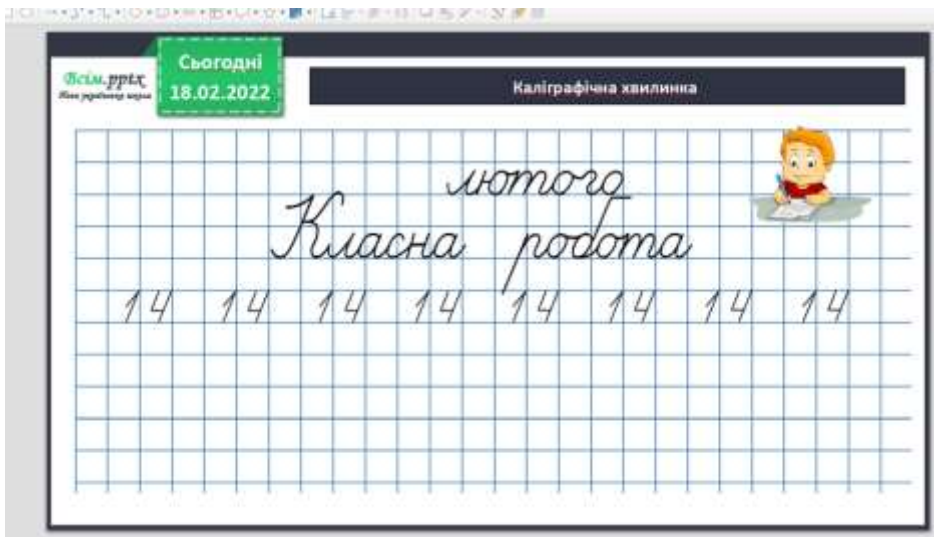 Сьогодні
18.02.2022
Всім.pptx
Нова українська школа
Каліграфічна хвилинка
лютого
Класна робота
14 14 14 14 14 14 14 14